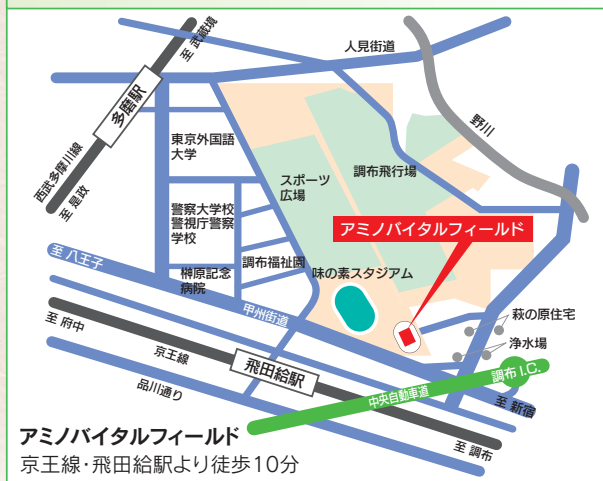 至 武蔵境
人見街道
多磨駅
野川
西武多摩川線
至 是政
東京外国語
大学
スポーツ
広場
調布飛行場
警察大学校
警視庁警察
学校
アミノバイタルフィールド
調布福祉園
榊原記念
病院
味の素スタジアム
至 八王子
甲州街道
萩の原住宅
浄水場
至 府中
京王線
飛田給駅
調布 I.C.
中央自動車道
至 新宿
品川通り
至 調布
アミノバイタルフィールド
京王線・飛田給駅より徒歩10分